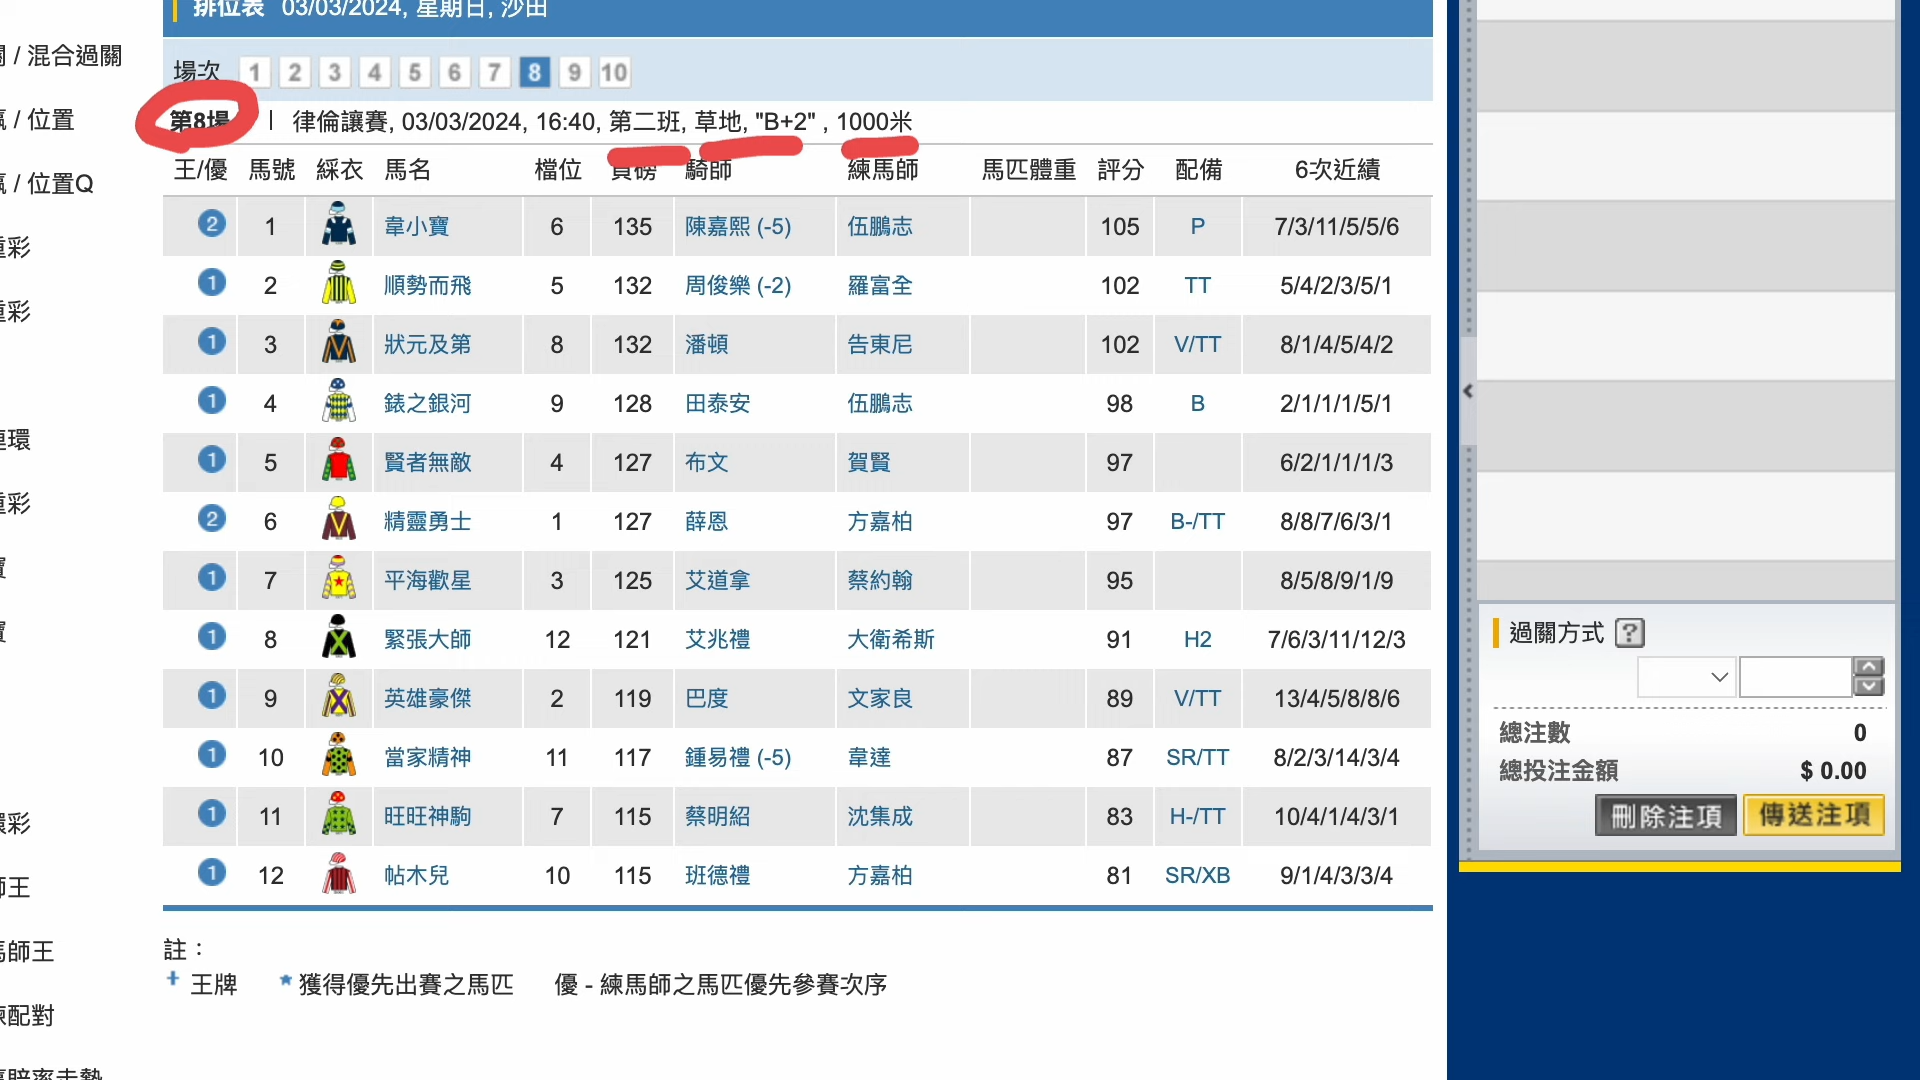 排位表 03/03/2024, 星期日, 沙田
/ 混合過關
場次 1 2 3 4 5 6 7 8 9 10
/ 位置
第8場 | 律倫讓賽, 03/03/2024, 16:40, 第二班, 草地, "B+2" , 1000米
王/優 馬號 綵衣 馬名 檔位 負磅 騎師 練馬師 馬匹體重 評分 配備 6次近績
/ 位置Q
2 1 韋小寶 6 135 陳嘉熙 (-5) 伍鵬志 105 P 7/3/11/5/5/6
1 2 順勢而飛 5 132 周俊樂 (-2) 羅富全 102 TT 5/4/2/3/5/1
1 3 狀元及第 8 132 潘頓 告東尼 102 V/TT 8/1/4/5/4/2
1 4 錶之銀河 9 128 田泰安 伍鵬志 98 B 2/1/1/1/5/1
1 5 賢者無敵 4 127 布文 賀賢 97 6/2/1/1/1/3
2 6 精靈勇士 1 127 薛恩 方嘉柏 97 B-/TT 8/8/7/6/3/1
1 7 平海歡星 3 125 艾道拿 蔡約翰 95 8/5/8/9/1/9
1 8 緊張大師 12 121 艾兆禮 大衛希斯 91 H2 7/6/3/11/12/3
1 9 英雄豪傑 2 119 巴度 文家良 89 V/TT 13/4/5/8/8/6
1 10 當家精神 11 117 鍾易禮 (-5) 韋達 87 SR/TT 8/2/3/14/3/4
1 11 旺旺神駒 7 115 蔡明紹 沈集成 83 H-/TT 10/4/1/4/3/1
1 12 帖木兒 10 115 班德禮 方嘉柏 81 SR/XB 9/1/4/3/3/4
註：
+ 王牌 * 獲得優先出賽之馬匹 優 - 練馬師之馬匹優先參賽次序
重彩
重彩
環
重彩
彩
師王
馬師王
配對
過關方式 ?
總注數 0
總投注金額 $ 0.00
刪除注項 傳送注項